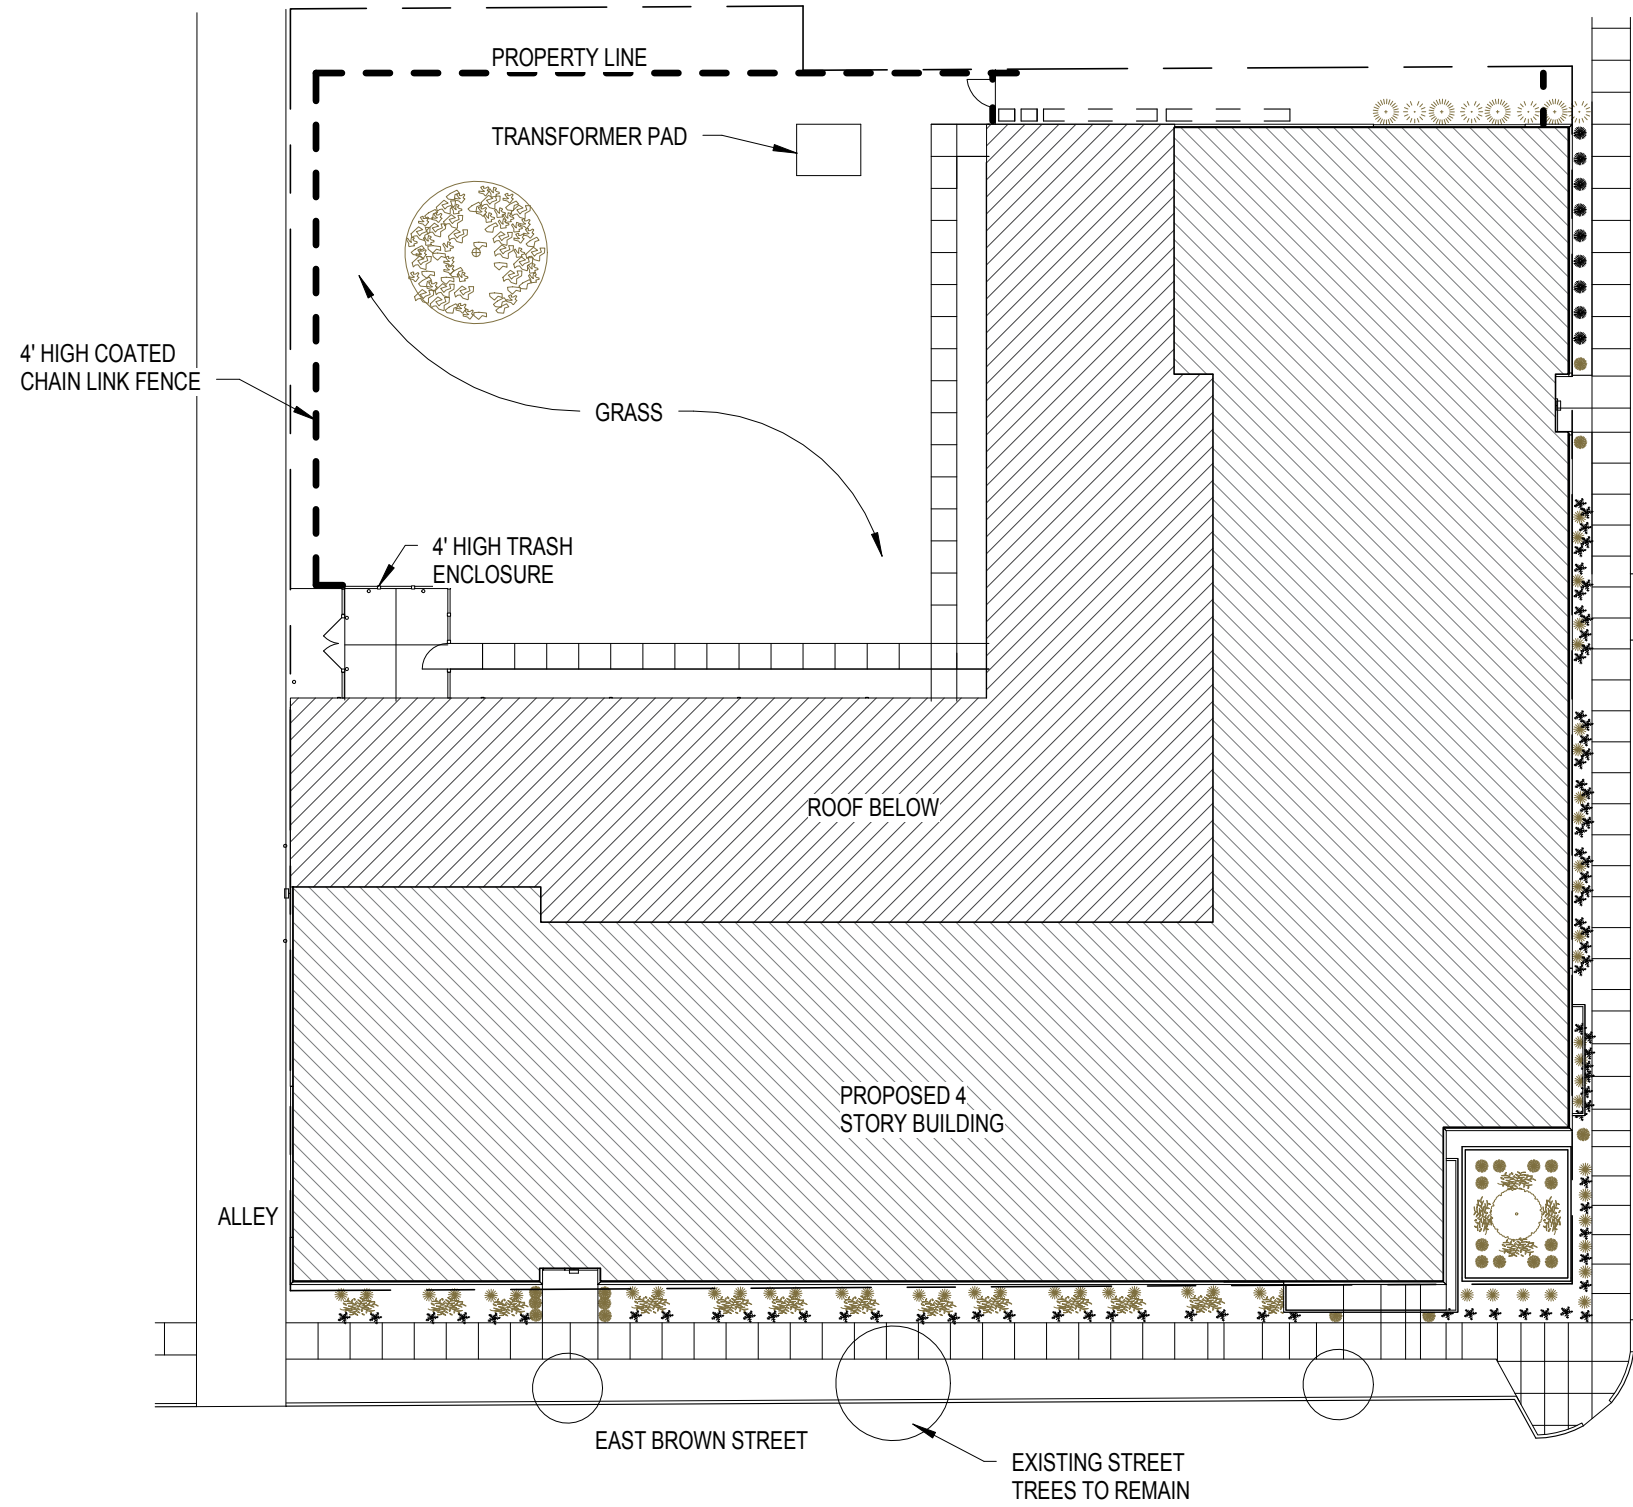 PROPERTY LINE
TRANSFORMER PAD
4' HIGH COATED
CHAIN LINK FENCE
GRASS
4' HIGH TRASH
ENCLOSURE
ROOF BELOW
PROPOSED 4
STORY BUILDING
ALLEY
EAST BROWN STREET
EXISTING STREET
TREES TO REMAIN